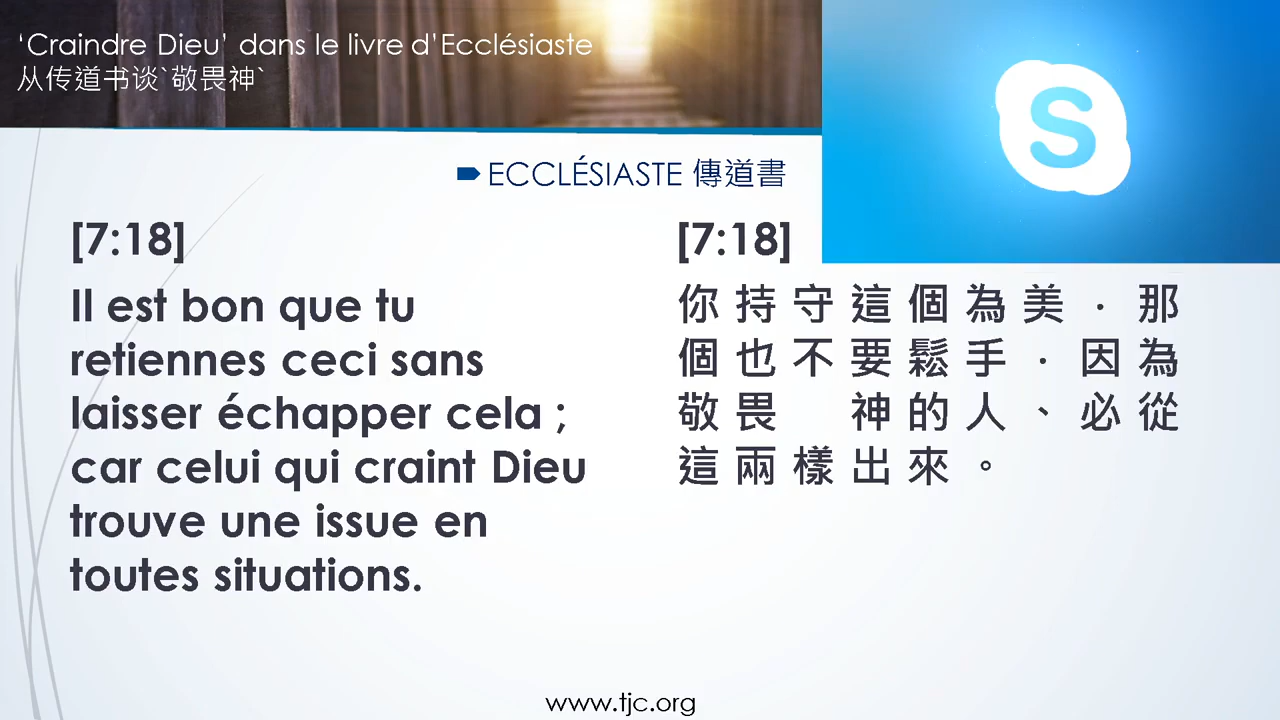 ‘Craindre Dieu’ dans le livre d’Ecclésiaste
从传道书谈`敬畏神`
S
ECCLÉSIASTE 傳道書
[7:18]
Il est bon que tu
retiennes ceci sans
laisser échapper cela ;
car celui qui craint Dieu
trouve une issue en
toutes situations.
[7:18]
你持守這個為美．那
個也不要鬆手．因為
敬畏　神的人、必從
這兩樣出來。
www.tjc.org